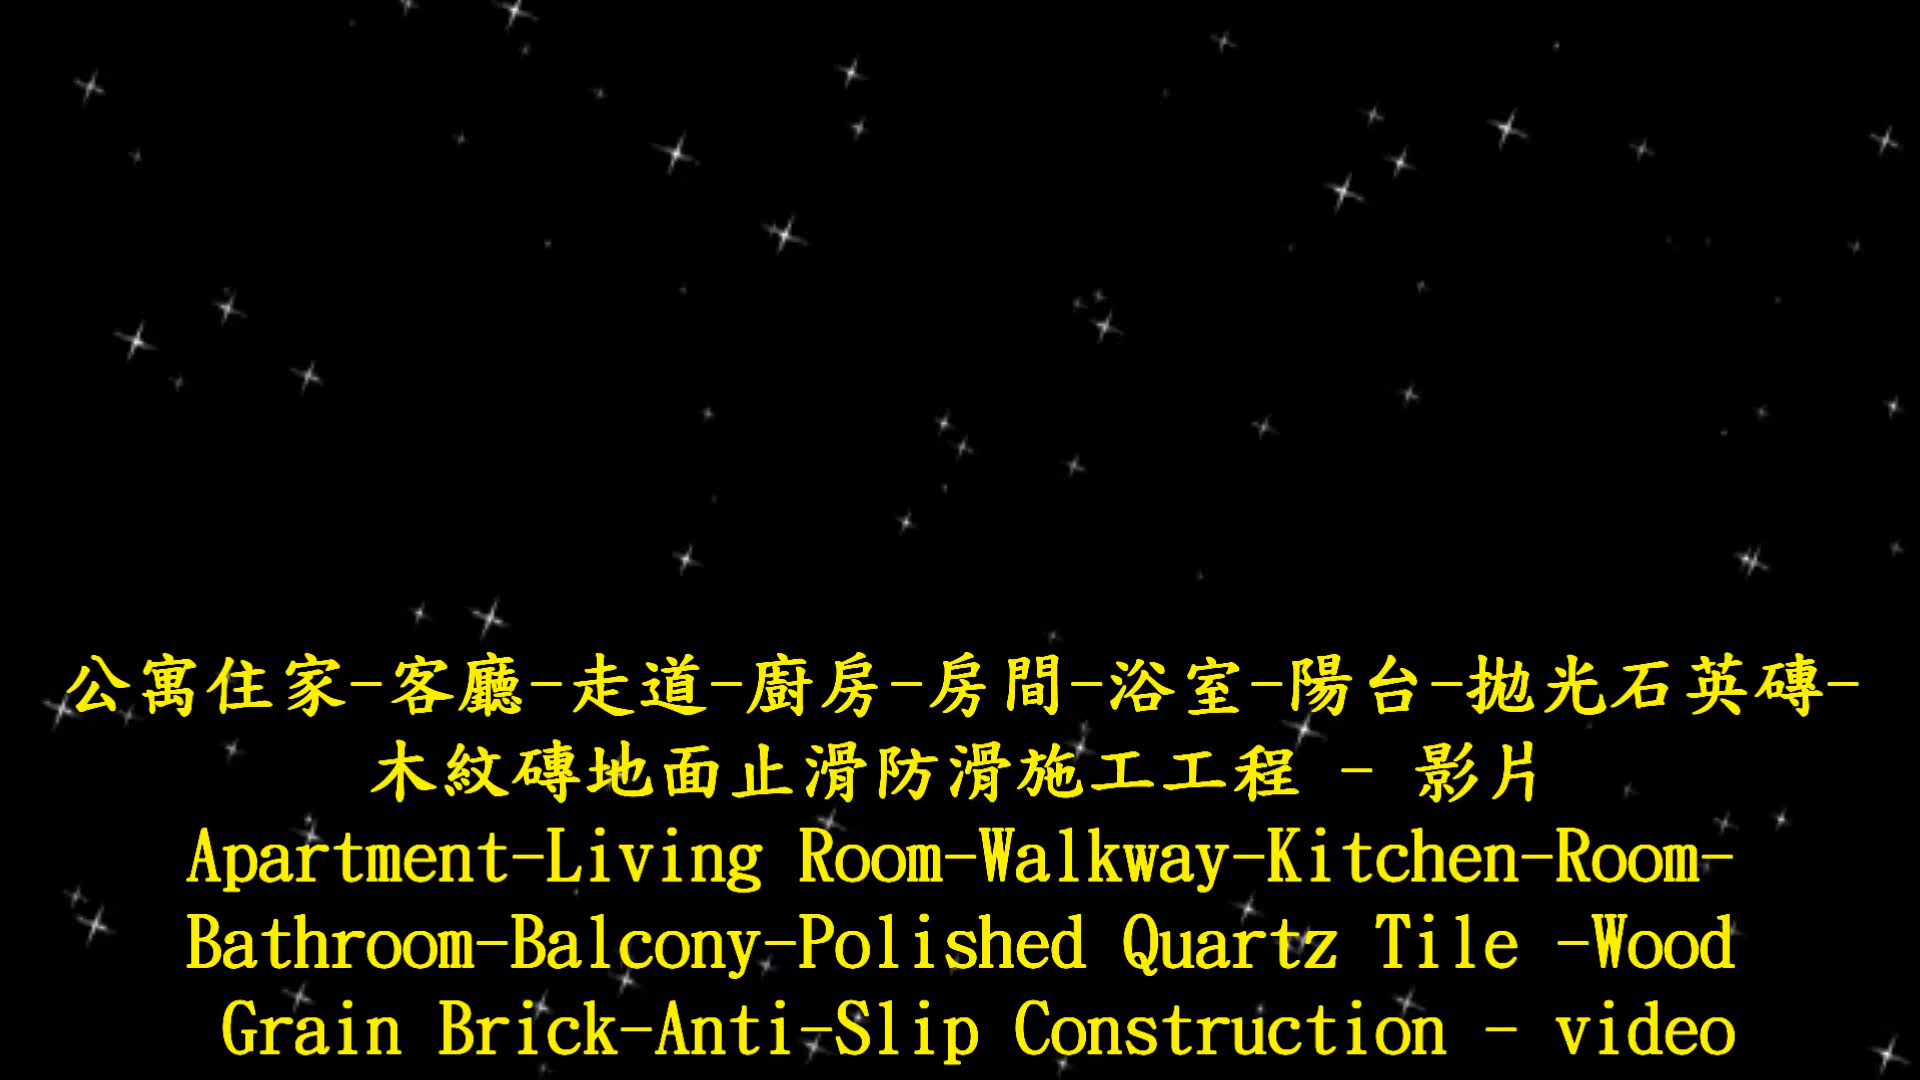 公寓住家-客廳-走道-廚房-房間-浴室-陽台-拋光石英磚-
木紋磚地面止滑防滑施工工程 - 影片
Apartment-Living Room-Walkway-Kitchen-Room-
Bathroom-Balcony-Polished Quartz Tile -Wood
Grain Brick-Anti-Slip Construction - video